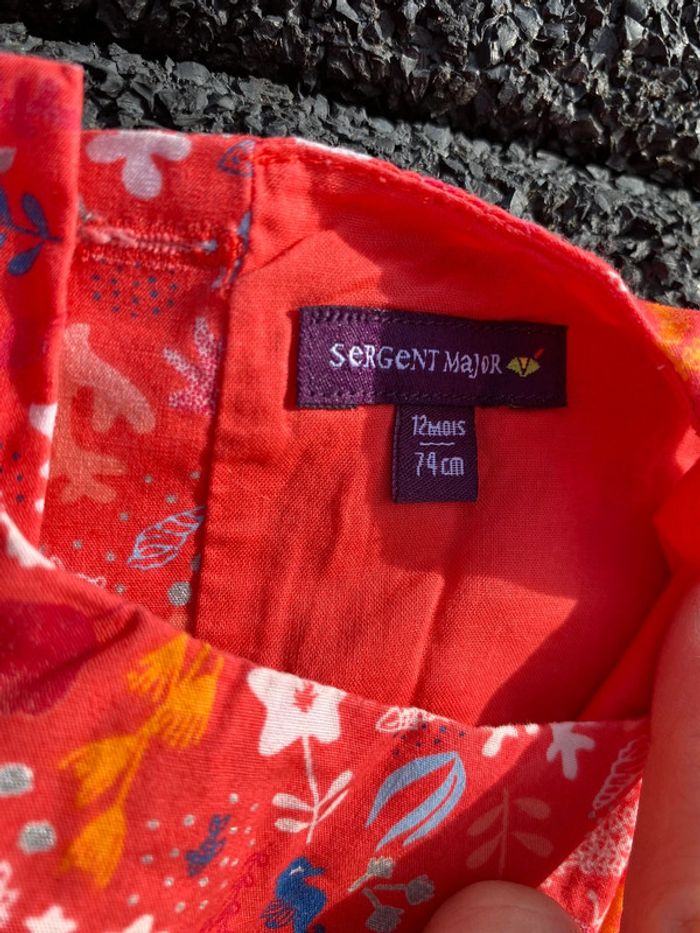 SeRGeNT MajoR
12MOIS
74cm